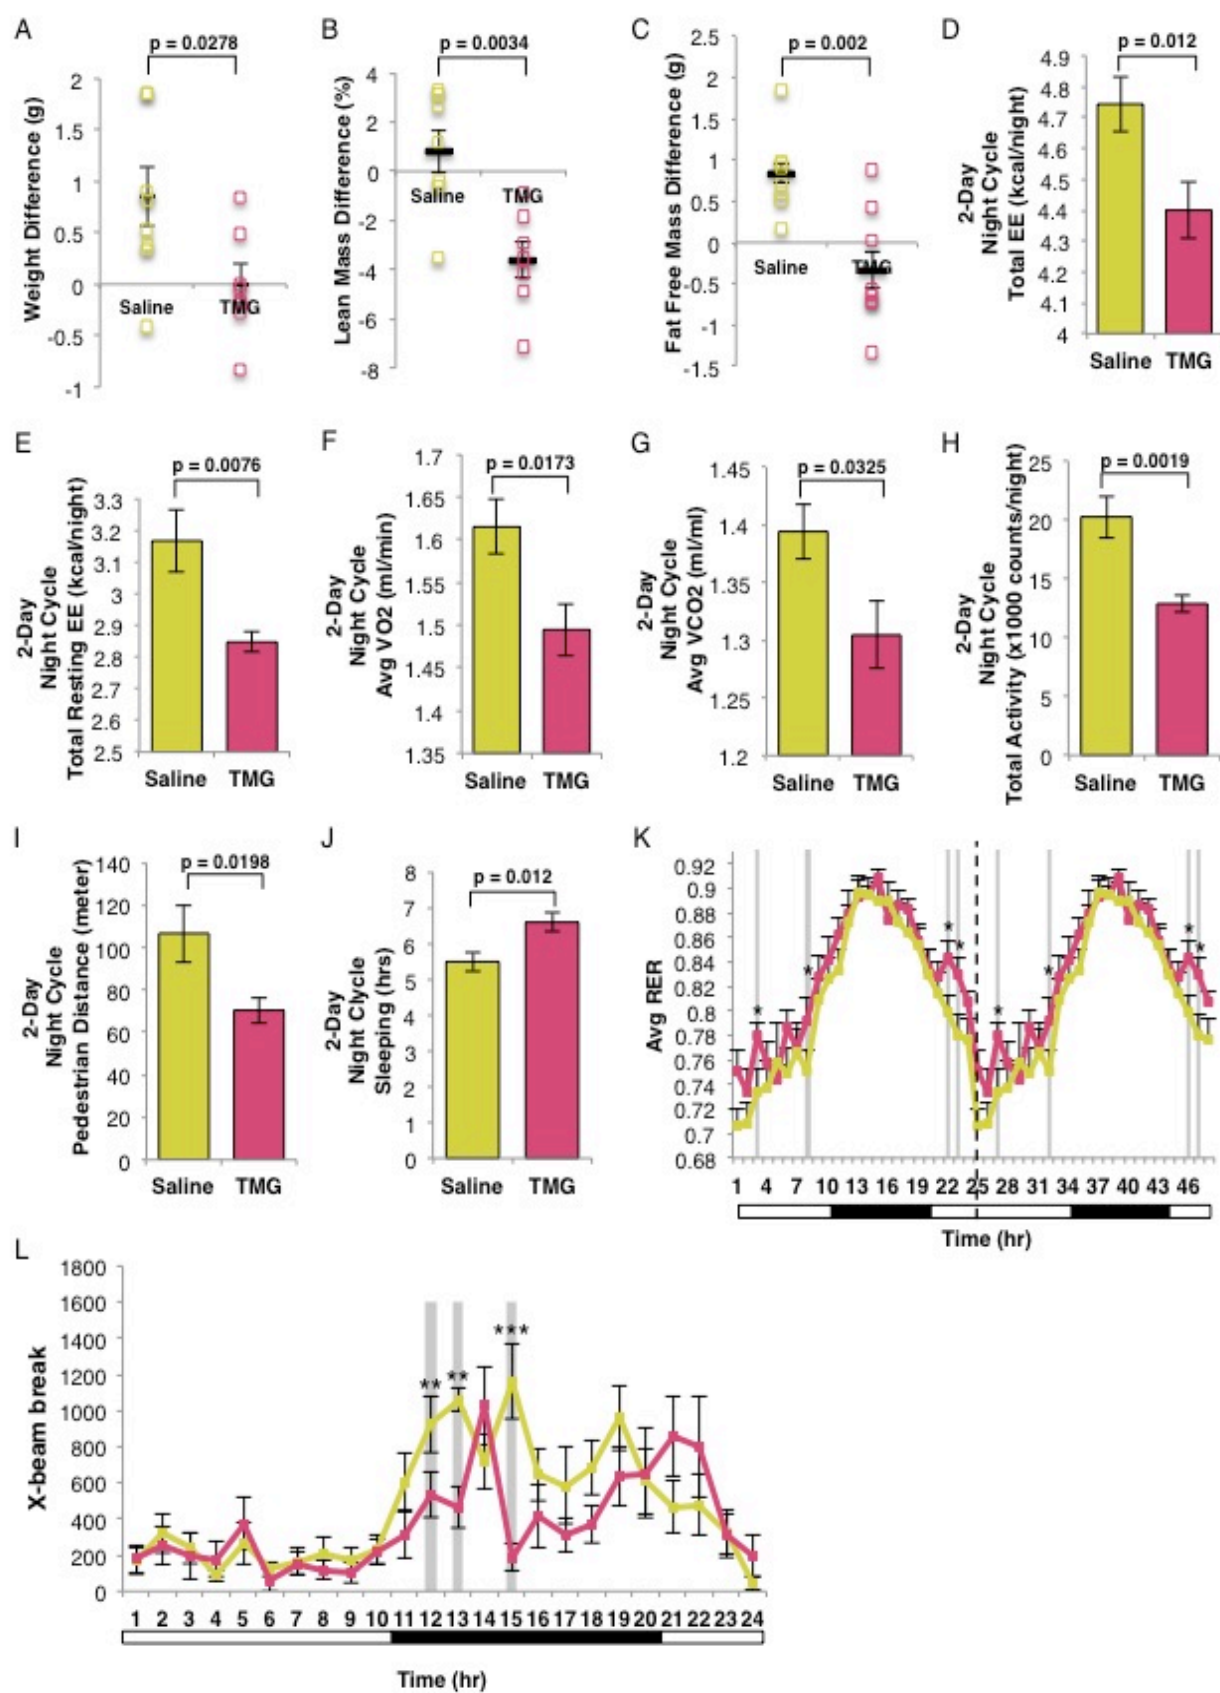 A
p = 0.0278
Weight Difference (g)
2
1.5
1
0.5
0
-0.5
-1
Saline
TMG
B
p = 0.0034
Lean Mass Difference (%)
4
2
0
-2
-4
-6
-8
Saline
TMG
C
p = 0.002
Fat Free Mass Difference (g)
2.5
2
1.5
1
0.5
0
-0.5
-1
-1.5
Saline
TMG
D
p = 0.012
2-Day
Night Cycle
Total EE (kcal/night)
4.9
4.8
4.7
4.6
4.5
4.4
4.3
4.2
4.1
4
Saline
TMG
E
p = 0.0076
2-Day
Night Cycle
Total Resting EE (kcal/night)
3.3
3.2
3.1
3
2.9
2.8
2.7
2.6
2.5
Saline
TMG
F
p = 0.0173
2-Day
Night Cycle
Avg VO2 (ml/min)
1.7
1.65
1.6
1.55
1.5
1.45
1.4
1.35
Saline
TMG
G
p = 0.0325
2-Day
Night Cycle
Avg VCO2 (ml/ml)
1.45
1.4
1.35
1.3
1.25
1.2
Saline
TMG
H
p = 0.0019
2-Day
Night Cycle
Total Activity (x1000 counts/night)
25
20
15
10
5
0
Saline
TMG
I
p = 0.0198
2-Day
Night Cycle
Pedestrian Distance (meter)
140
120
100
80
60
40
20
0
Saline
TMG
J
p = 0.012
2-Day
Night Clycle
Sleeping (hrs)
8
7
6
5
4
3
2
1
0
Saline
TMG
K
Avg RER
0.92
0.9
0.88
0.86
0.84
0.82
0.8
0.78
0.76
0.74
0.72
0.7
0.68
* * * * * * * *
1 4 7 10 13 16 19 22 25 28 31 34 37 40 43 46
Time (hr)
L
X-beam break
1800
1600
1400
1200
1000
800
600
400
200
0
** ** ***
1 2 3 4 5 6 7 8 9 10 11 12 13 14 15 16 17 18 19 20 21 22 23 24
Time (hr)